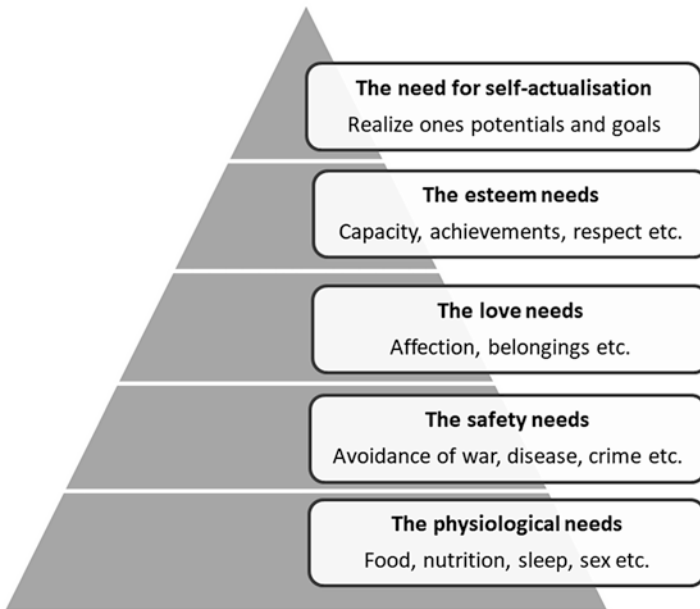 The need for self-actualisation
Realize ones potentials and goals
The esteem needs
Capacity, achievements, respect etc.
The love needs
Affection, belongings etc.
The safety needs
Avoidance of war, disease, crime etc.
The physiological needs
Food, nutrition, sleep, sex etc.